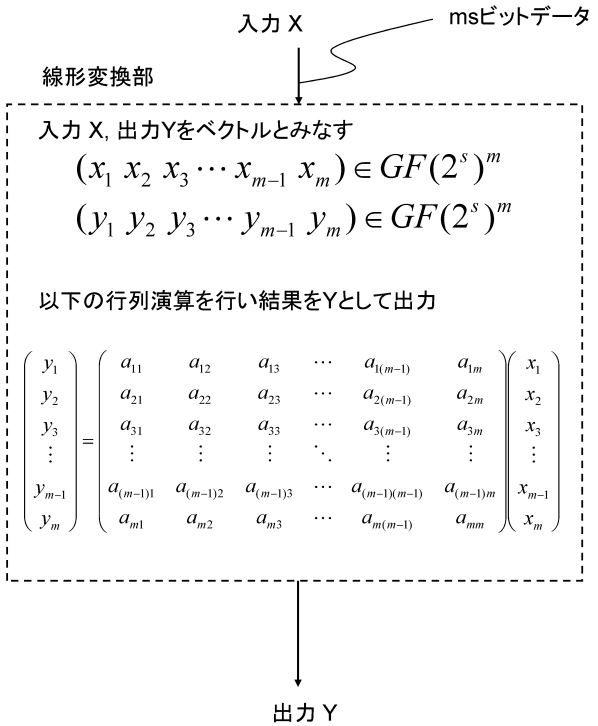 入力 X
msビットデータ
線形変換部
入力 X, 出力Yをベクトルとみなす
(x₁ x₂ x₃ ⋯ xₘ₋₁ xₘ) ∈ GF(2ˢ)ᵐ
(y₁ y₂ y₃ ⋯ yₘ₋₁ yₘ) ∈ GF(2ˢ)ᵐ
以下の行列演算を行い結果をYとして出力
y₁ a₁₁ a₁₂ a₁₃ ⋯ a₁₍ₘ₋₁₎ a₁ₘ x₁
y₂ a₂₁ a₂₂ a₂₃ ⋯ a₂₍ₘ₋₁₎ a₂ₘ x₂
y₃ a₃₁ a₃₂ a₃₃ ⋯ a₃₍ₘ₋₁₎ a₃ₘ x₃
⋮ = ⋮ ⋮ ⋮ ⋱ ⋮ ⋮ ⋮
yₘ₋₁ a₍ₘ₋₁₎₁ a₍ₘ₋₁₎₂ a₍ₘ₋₁₎₃ ⋯ a₍ₘ₋₁₎₍ₘ₋₁₎ a₍ₘ₋₁₎ₘ xₘ₋₁
yₘ aₘ₁ aₘ₂ aₘ₃ ⋯ aₘ₍ₘ₋₁₎ aₘₘ xₘ
出力 Y